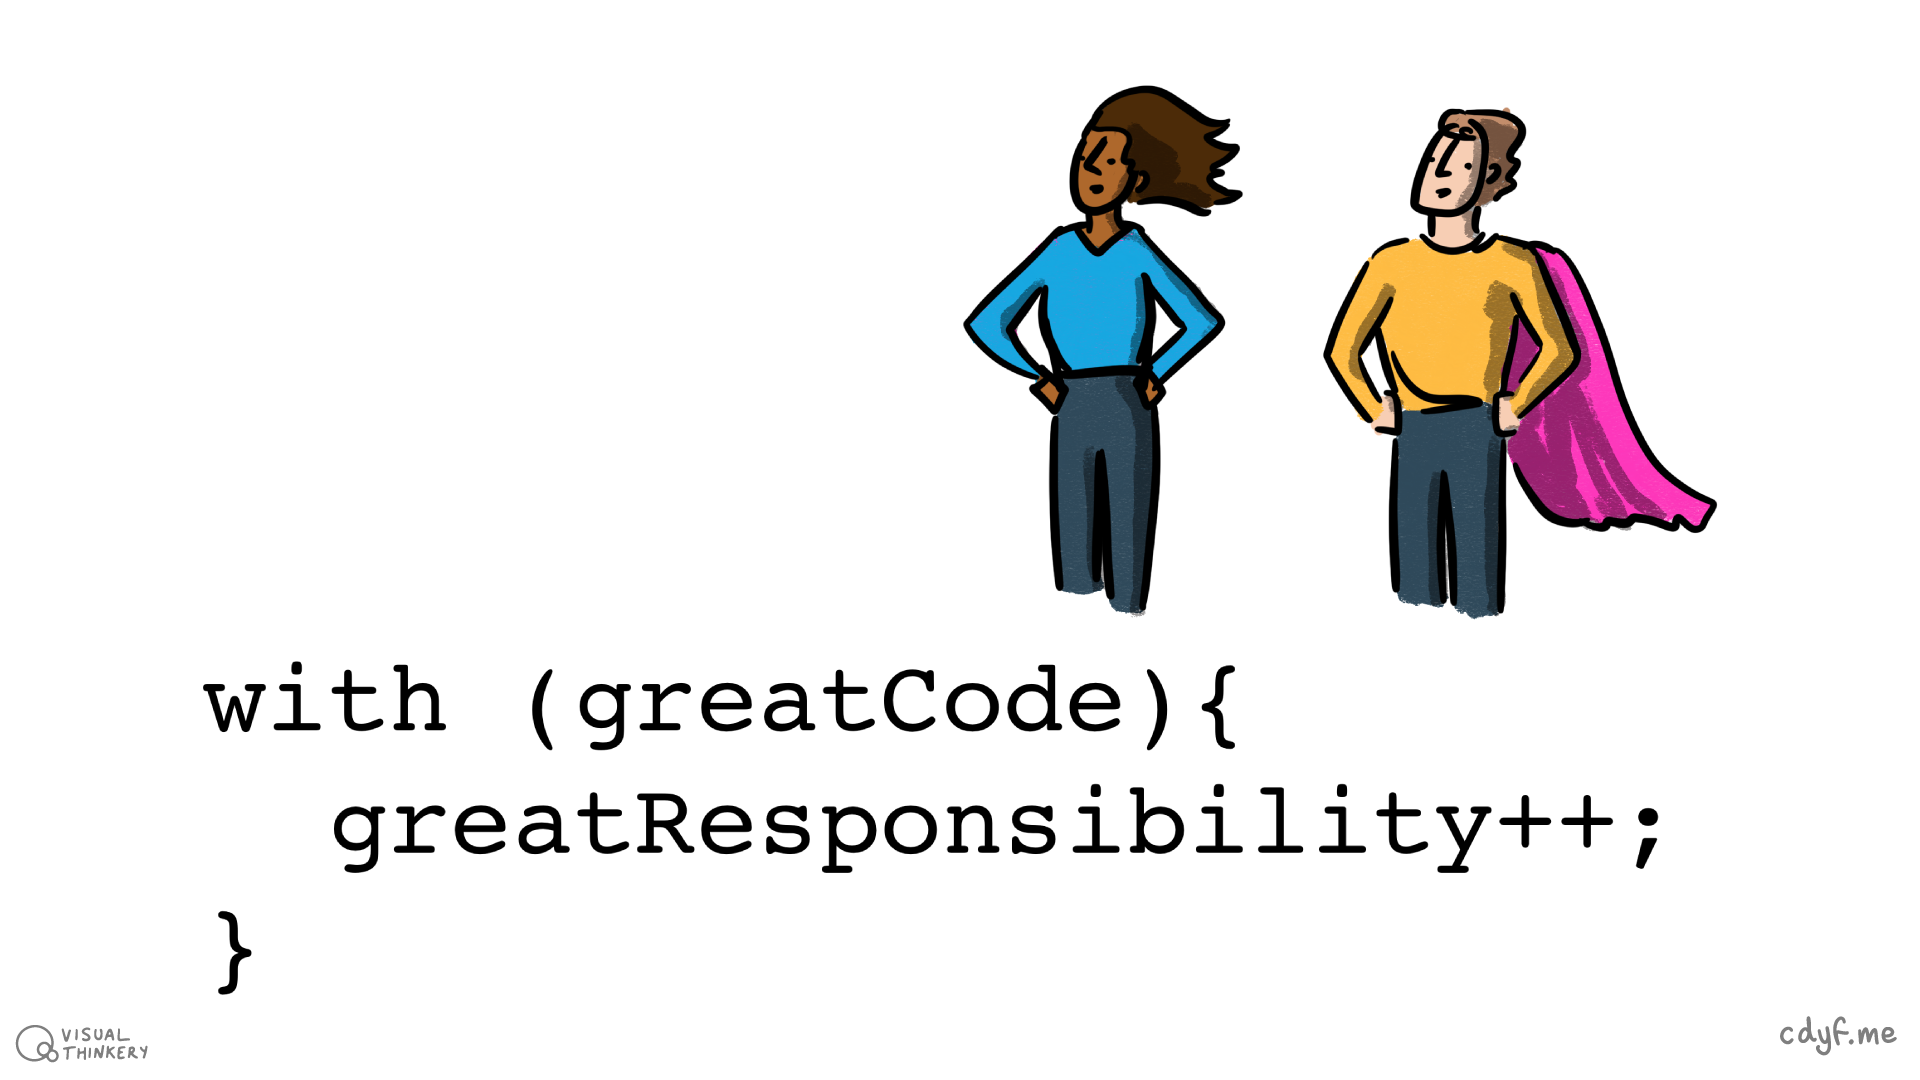 with (greatCode){
  greatResponsibility++;
}
VISUAL
THINKERY
cdyf.me